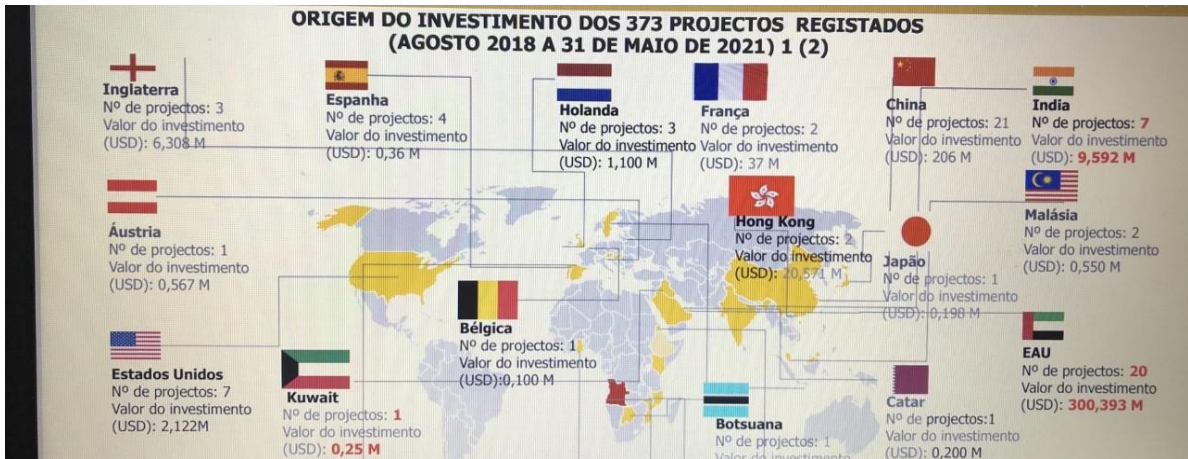 ORIGEM DO INVESTIMENTO DOS 373 PROJECTOS REGISTADOS
(AGOSTO 2018 A 31 DE MAIO DE 2021) 1 (2)
Inglaterra
Nº de projectos: 3
Valor do investimento
(USD): 6,308 M
Espanha
Nº de projectos: 4
Valor do investimento
(USD): 0,36 M
Holanda
Nº de projectos: 3
Valor do investimento
(USD): 1,100 M
França
Nº de projectos: 2
Valor do investimento
(USD): 37 M
China
Nº de projectos: 21
Valor do investimento
(USD): 206 M
India
Nº de projectos: 7
Valor do investimento
(USD): 9,592 M
Áustria
Nº de projectos: 1
Valor do investimento
(USD): 0,567 M
Hong Kong
Nº de projectos: 2
Valor do investimento
(USD): 20,571 M
Japão
Nº de projectos: 1
Valor do investimento
(USD): 0,198 M
Malásia
Nº de projectos: 2
Valor do investimento
(USD): 0,550 M
Estados Unidos
Nº de projectos: 7
Valor do investimento
(USD): 2,122M
Kuwait
Nº de projectos: 1
Valor do investimento
(USD): 0,25 M
Bélgica
Nº de projectos: 1
Valor do investimento
(USD):0,100 M
Botsuana
Nº de projectos: 1
Valor do investimento
Catar
Nº de projectos:1
Valor do investimento
(USD): 0,200 M
EAU
Nº de projectos: 20
Valor do investimento
(USD): 300,393 M